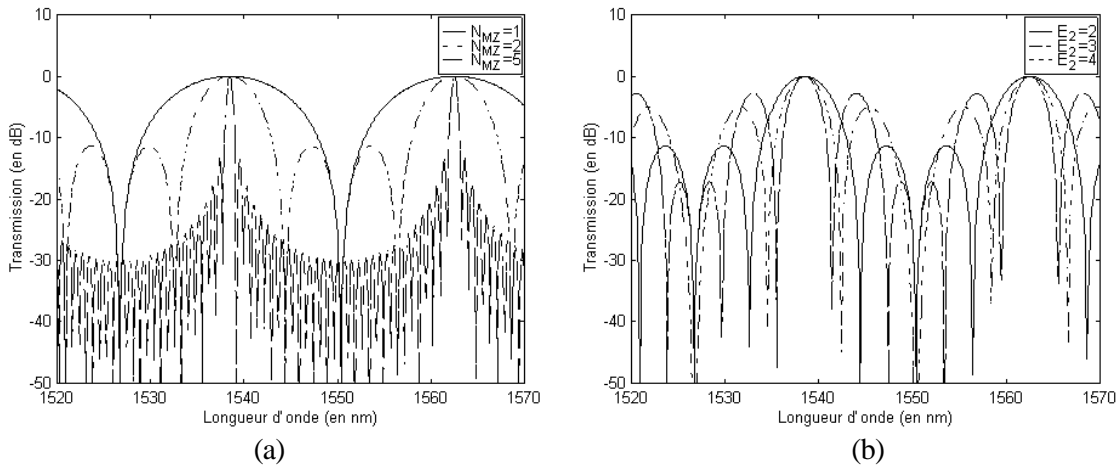 10
0
-10
-20
-30
-40
-50
Transmission (en dB)
1520 1530 1540 1550 1560 1570
Longueur d'onde (en nm)
N_MZ=1
N_MZ=2
N_MZ=5
(a)
10
0
-10
-20
-30
-40
-50
Transmission (en dB)
1520 1530 1540 1550 1560 1570
Longueur d'onde (en nm)
E_2=2
E_2=3
E_2=4
(b)